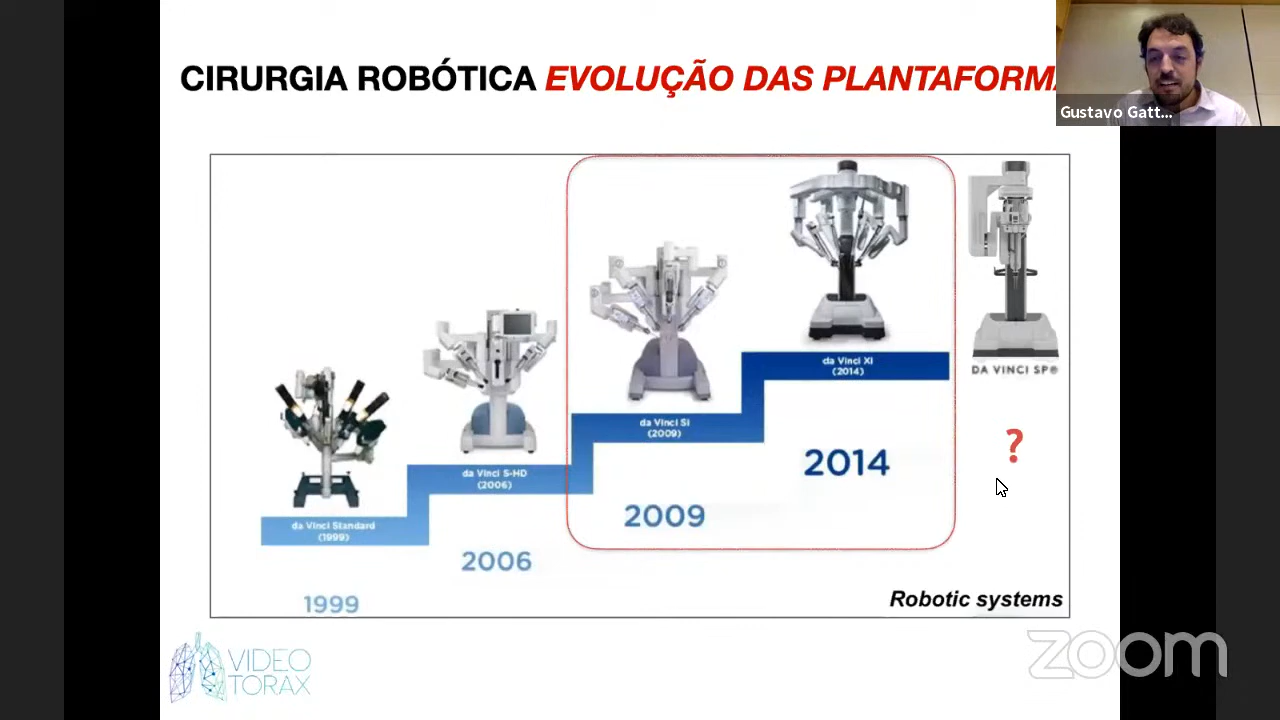 CIRURGIA ROBÓTICA EVOLUÇÃO DAS PLANTAFORMA
Gustavo Gatt...
da Vinci Xi
(2014)
DA VINCI SP®
da Vinci Si
(2009)
2014
?
da Vinci S-HD
(2006)
2009
da Vinci Standard
(1999)
2006
1999
Robotic systems
VIDEO
TORAX
zoom